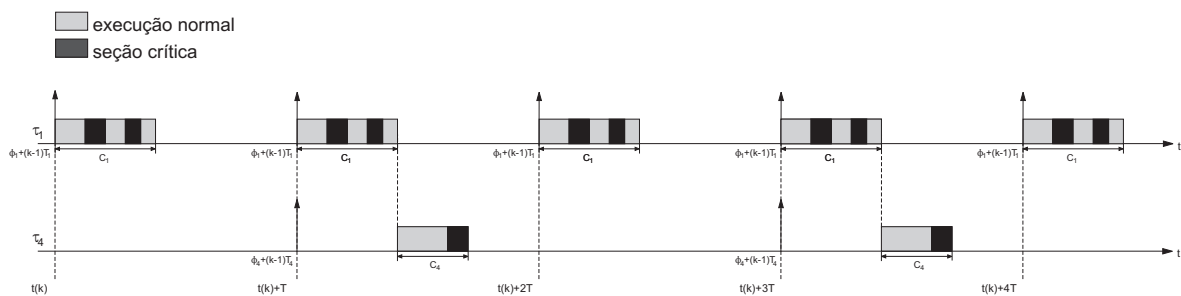 execução normal
seção crítica
τ1
ϕ1+(k-1)T1 ϕ1+(k-1)T1 ϕ1+(k-1)T1 ϕ1+(k-1)T1 ϕ1+(k-1)T1 t
C1 C1 C1 C1 C1
τ4
ϕ4+(k-1)T4 ϕ4+(k-1)T4 t
C4 C4
t(k) t(k)+T t(k)+2T t(k)+3T t(k)+4T